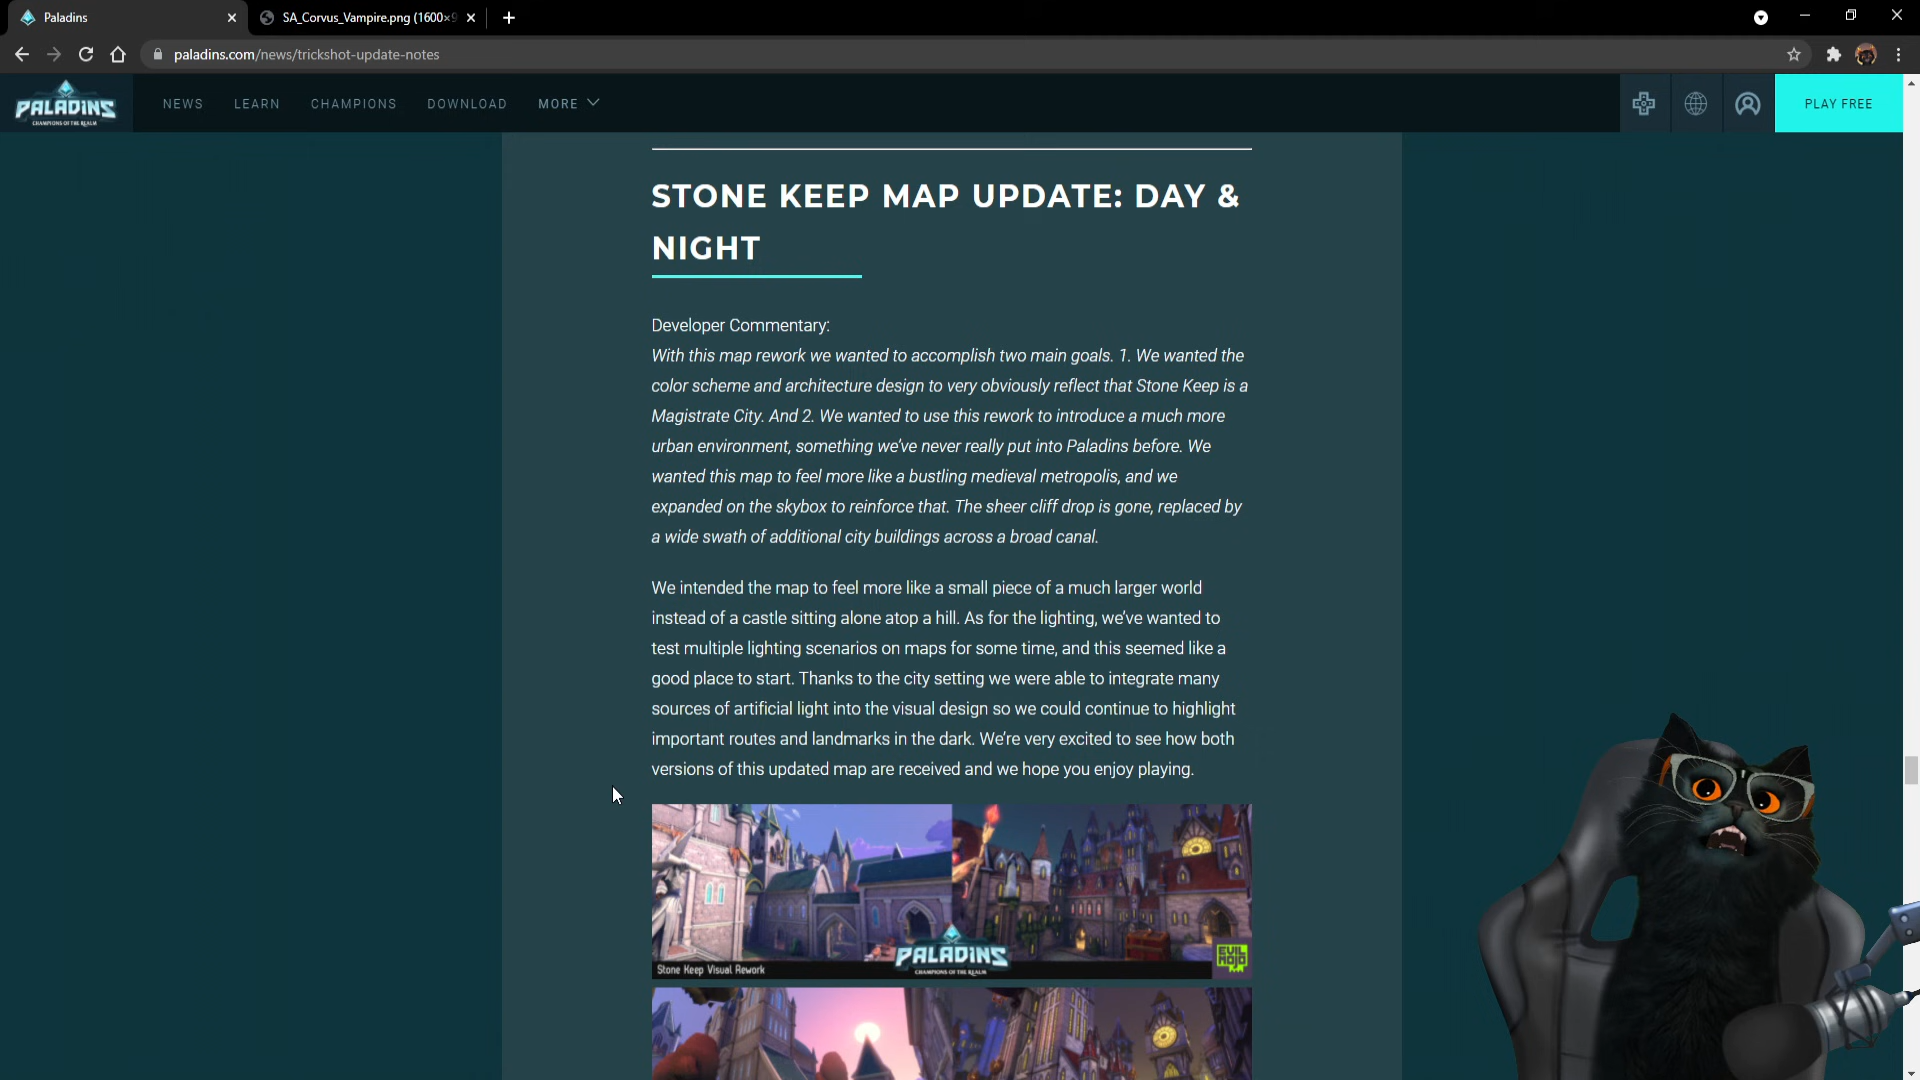 Paladins
SA_Corvus_Vampire.png (1600×9
paladins.com/news/trickshot-update-notes
PALADINS
CHAMPIONS OF THE REALM
NEWS
LEARN
CHAMPIONS
DOWNLOAD
MORE
PLAY FREE
STONE KEEP MAP UPDATE: DAY &
NIGHT
Developer Commentary:
With this map rework we wanted to accomplish two main goals. 1. We wanted the
color scheme and architecture design to very obviously reflect that Stone Keep is a
Magistrate City. And 2. We wanted to use this rework to introduce a much more
urban environment, something we've never really put into Paladins before. We
wanted this map to feel more like a bustling medieval metropolis, and we
expanded on the skybox to reinforce that. The sheer cliff drop is gone, replaced by
a wide swath of additional city buildings across a broad canal.
We intended the map to feel more like a small piece of a much larger world
instead of a castle sitting alone atop a hill. As for the lighting, we've wanted to
test multiple lighting scenarios on maps for some time, and this seemed like a
good place to start. Thanks to the city setting we were able to integrate many
sources of artificial light into the visual design so we could continue to highlight
important routes and landmarks in the dark. We're very excited to see how both
versions of this updated map are received and we hope you enjoy playing.
PALADINS
CHAMPIONS OF THE REALM
EVIL
MOJO
Stone Keep Visual Rework